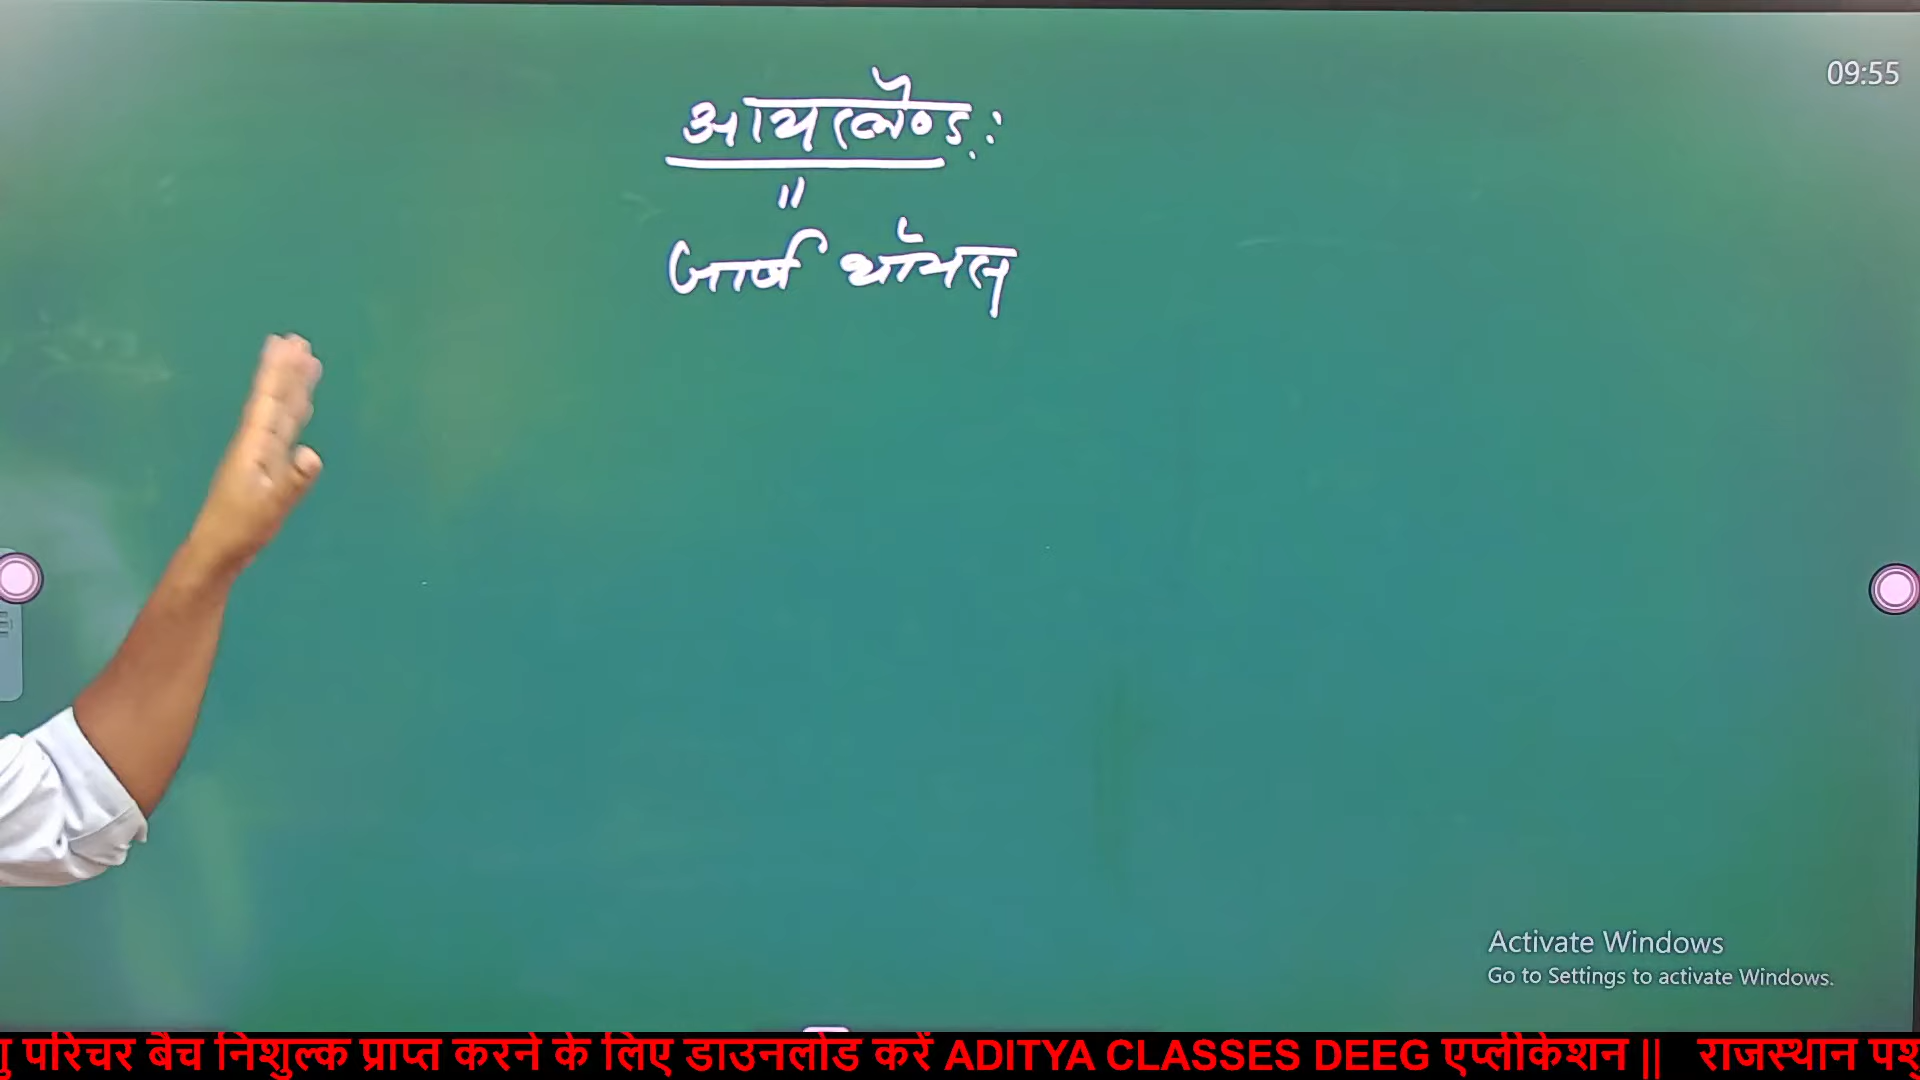 09:55
आयरलैण्ड :
"
जार्ज थॉमस
Activate Windows
Go to Settings to activate Windows.
परिचर बैच निशुल्क प्राप्त करने के लिए डाउनलोड करें ADITYA CLASSES DEEG एप्लीकेशन || राजस्थान पशु